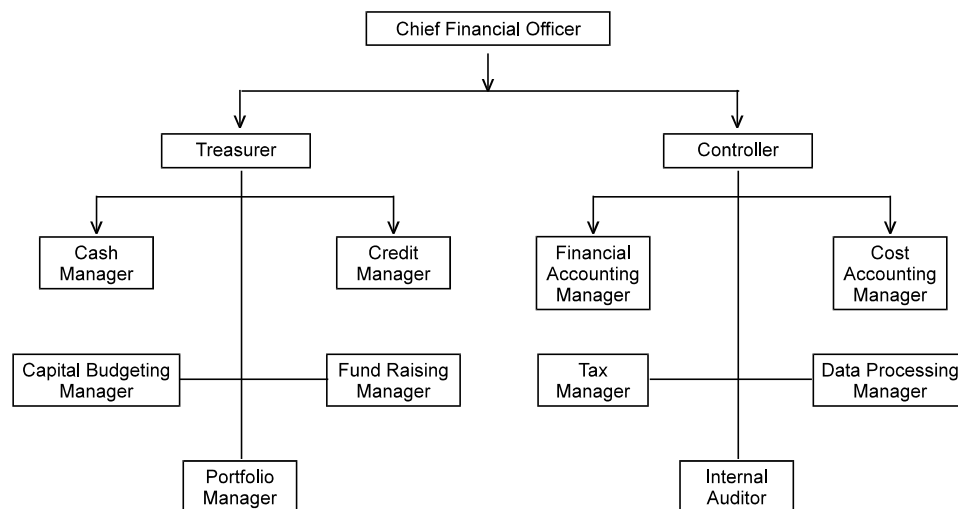 Chief Financial Officer
Treasurer
Controller
Cash
Manager
Credit
Manager
Financial
Accounting
Manager
Cost
Accounting
Manager
Capital Budgeting
Manager
Fund Raising
Manager
Tax
Manager
Data Processing
Manager
Portfolio
Manager
Internal
Auditor